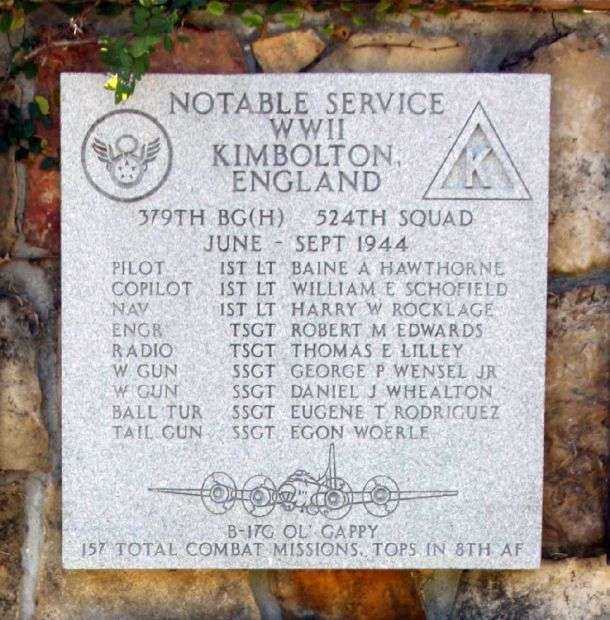 NOTABLE SERVICE
WWII
KIMBOLTON,
ENGLAND
8
K
379TH BG(H) 524TH SQUAD
JUNE - SEPT 1944
PILOT 1ST LT BAINE A HAWTHORNE
COPILOT 1ST LT WILLIAM E SCHOFIELD
NAV 1ST LT HARRY W ROCKLAGE
ENGR TSGT ROBERT M EDWARDS
RADIO TSGT THOMAS E LILLEY
W GUN SSGT GEORGE P WENSEL JR
W GUN SSGT DANIEL J WHEALTON
BALL TUR SSGT EUGENE T RODRIGUEZ
TAIL GUN SSGT EGON WOERLE
B-17G OL' GAPPY
157 TOTAL COMBAT MISSIONS, TOPS IN 8TH AF